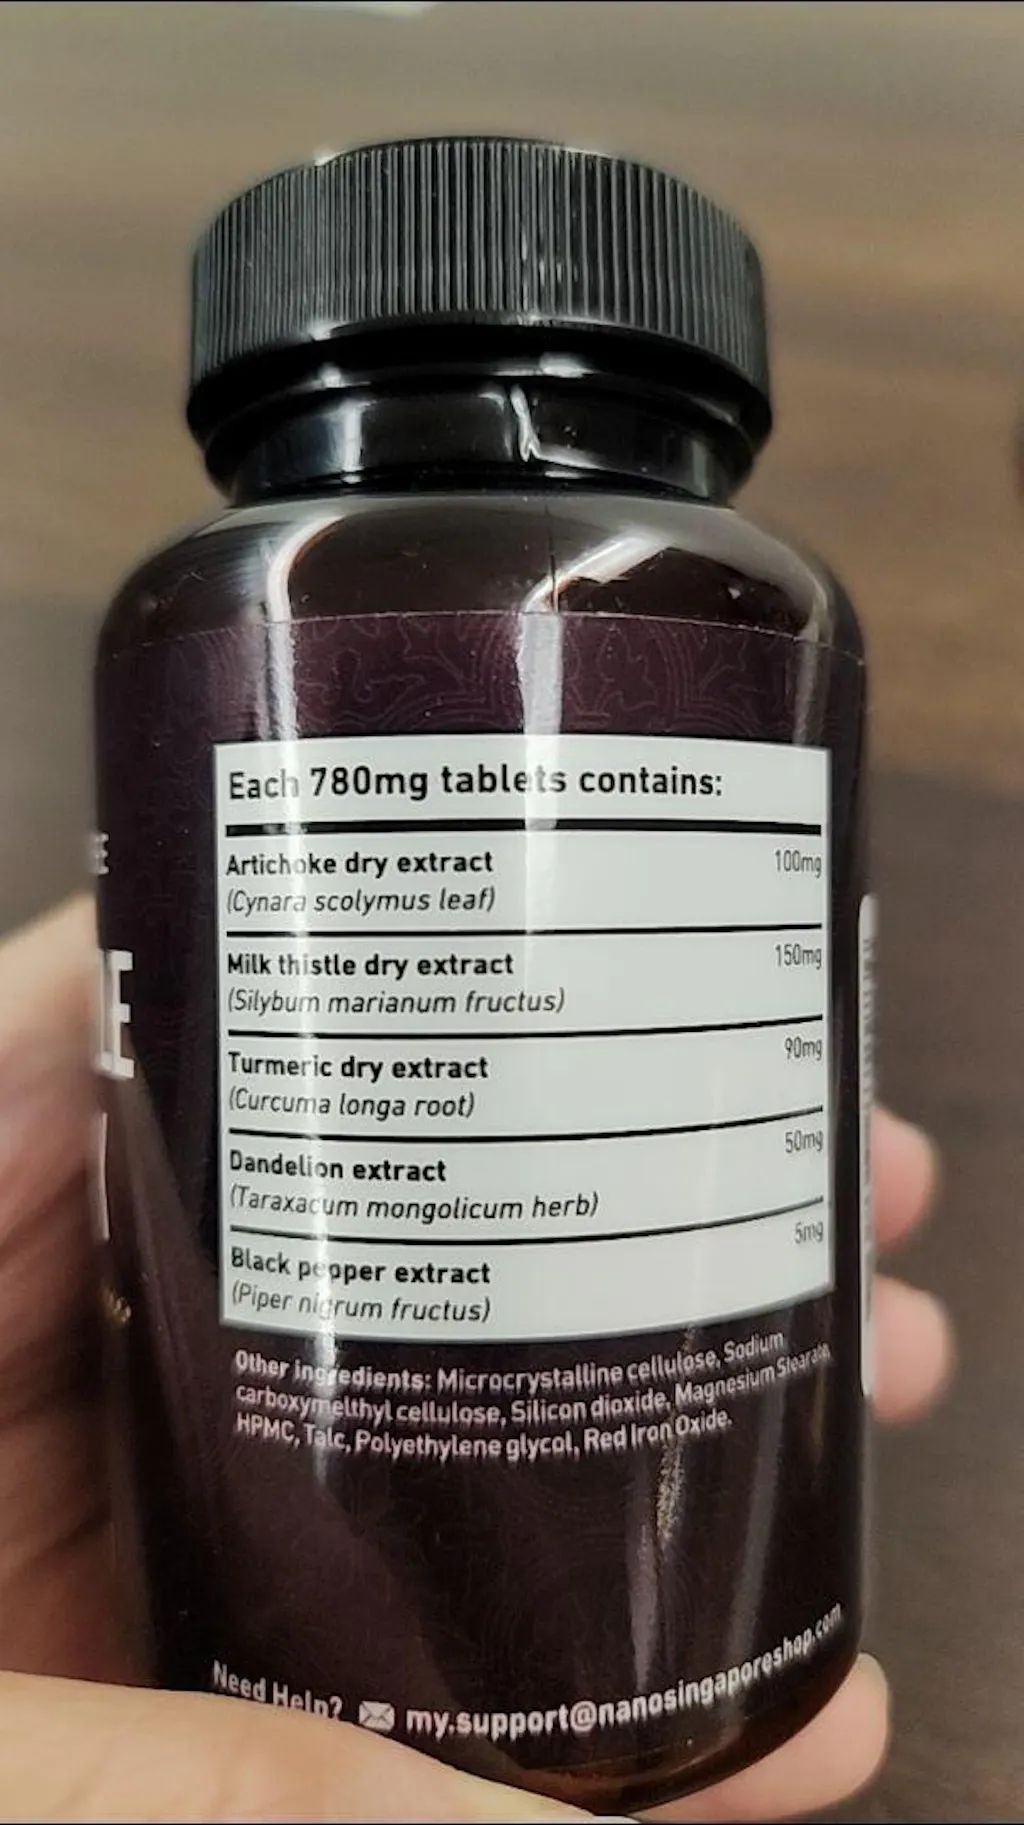 Each 780mg tablets contains:
Artichoke dry extract 100mg
(Cynara scolymus leaf)
Milk thistle dry extract 150mg
(Silybum marianum fructus)
Turmeric dry extract 90mg
(Curcuma longa root)
Dandelion extract 50mg
(Taraxacum mongolicum herb)
Black pepper extract 5mg
(Piper nigrum fructus)
Other ingredients: Microcrystalline cellulose, Sodium
carboxymelthyl cellulose, Silicon dioxide, Magnesium Stearate,
HPMC, Talc, Polyethylene glycol, Red Iron Oxide.
Need Help? my.support@nanosingaporeshop.com